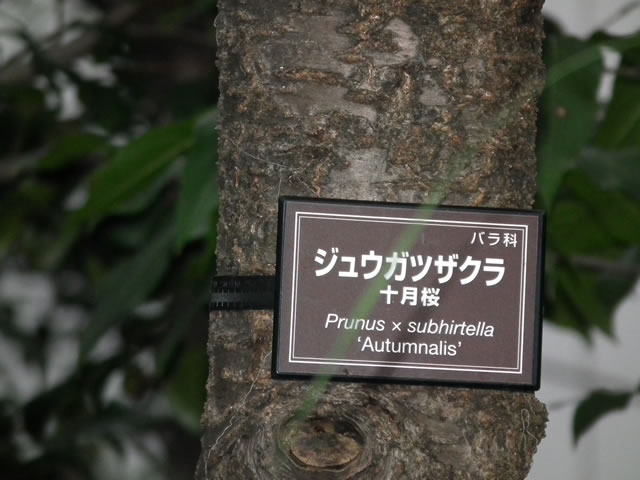 バラ科
ジュウガツザクラ
十月桜
Prunus × subhirtella
‘Autumnalis’